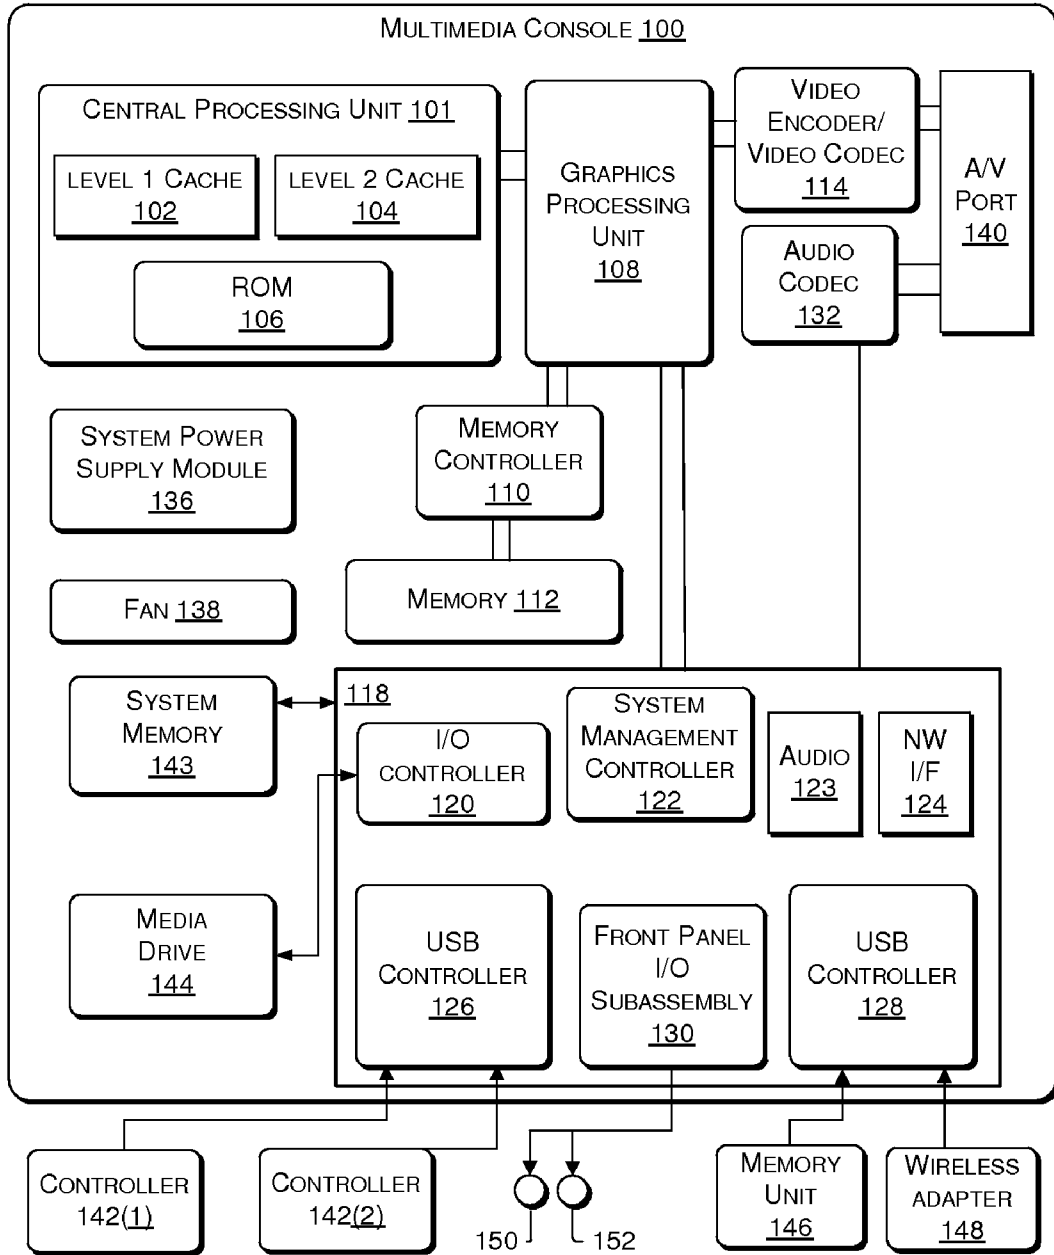 MULTIMEDIA CONSOLE 100
CENTRAL PROCESSING UNIT 101
LEVEL 1 CACHE
102
LEVEL 2 CACHE
104
ROM
106
GRAPHICS
PROCESSING
UNIT
108
VIDEO
ENCODER/
VIDEO CODEC
114
A/V
PORT
140
AUDIO
CODEC
132
SYSTEM POWER
SUPPLY MODULE
136
MEMORY
CONTROLLER
110
FAN 138
MEMORY 112
SYSTEM
MEMORY
143
118
I/O
CONTROLLER
120
SYSTEM
MANAGEMENT
CONTROLLER
122
AUDIO
123
NW
I/F
124
MEDIA
DRIVE
144
USB
CONTROLLER
126
FRONT PANEL
I/O
SUBASSEMBLY
130
USB
CONTROLLER
128
CONTROLLER
142(1)
CONTROLLER
142(2)
150
152
MEMORY
UNIT
146
WIRELESS
ADAPTER
148